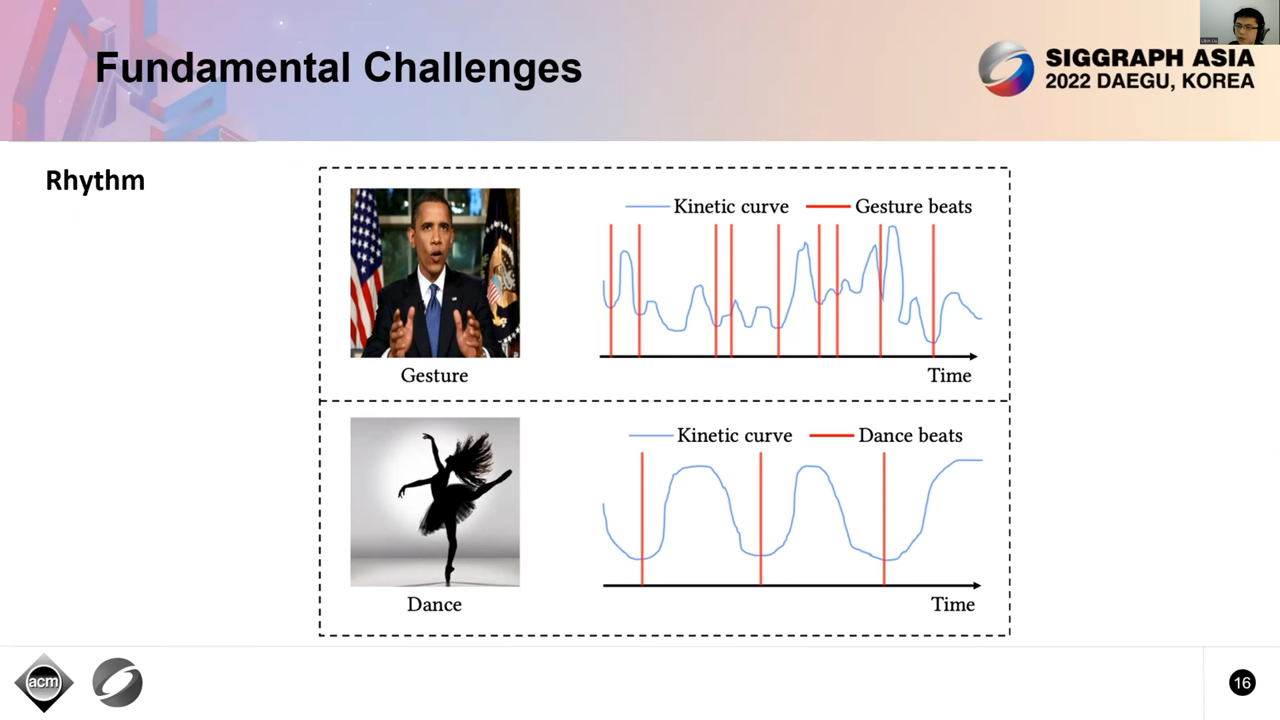 Fundamental Challenges
SIGGRAPH ASIA
2022 DAEGU, KOREA
Rhythm
Kinetic curve
Gesture beats
Gesture
Time
Kinetic curve
Dance beats
Dance
Time
acm
16